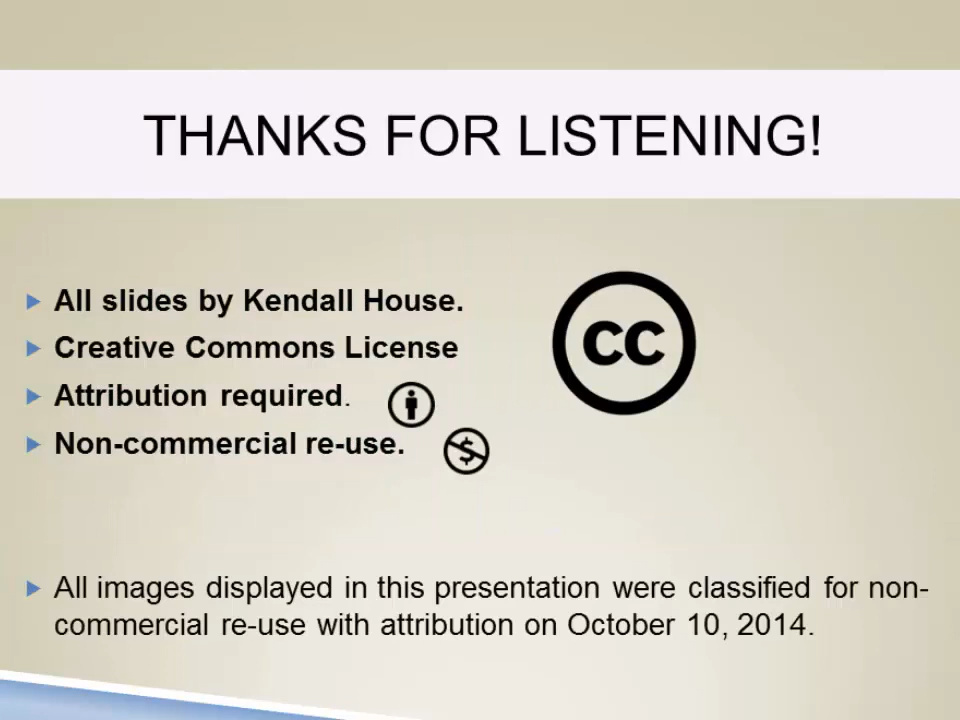 THANKS FOR LISTENING!
All slides by Kendall House.
Creative Commons License
cc
Attribution required.
Non-commercial re-use.
$
All images displayed in this presentation were classified for non-
commercial re-use with attribution on October 10, 2014.